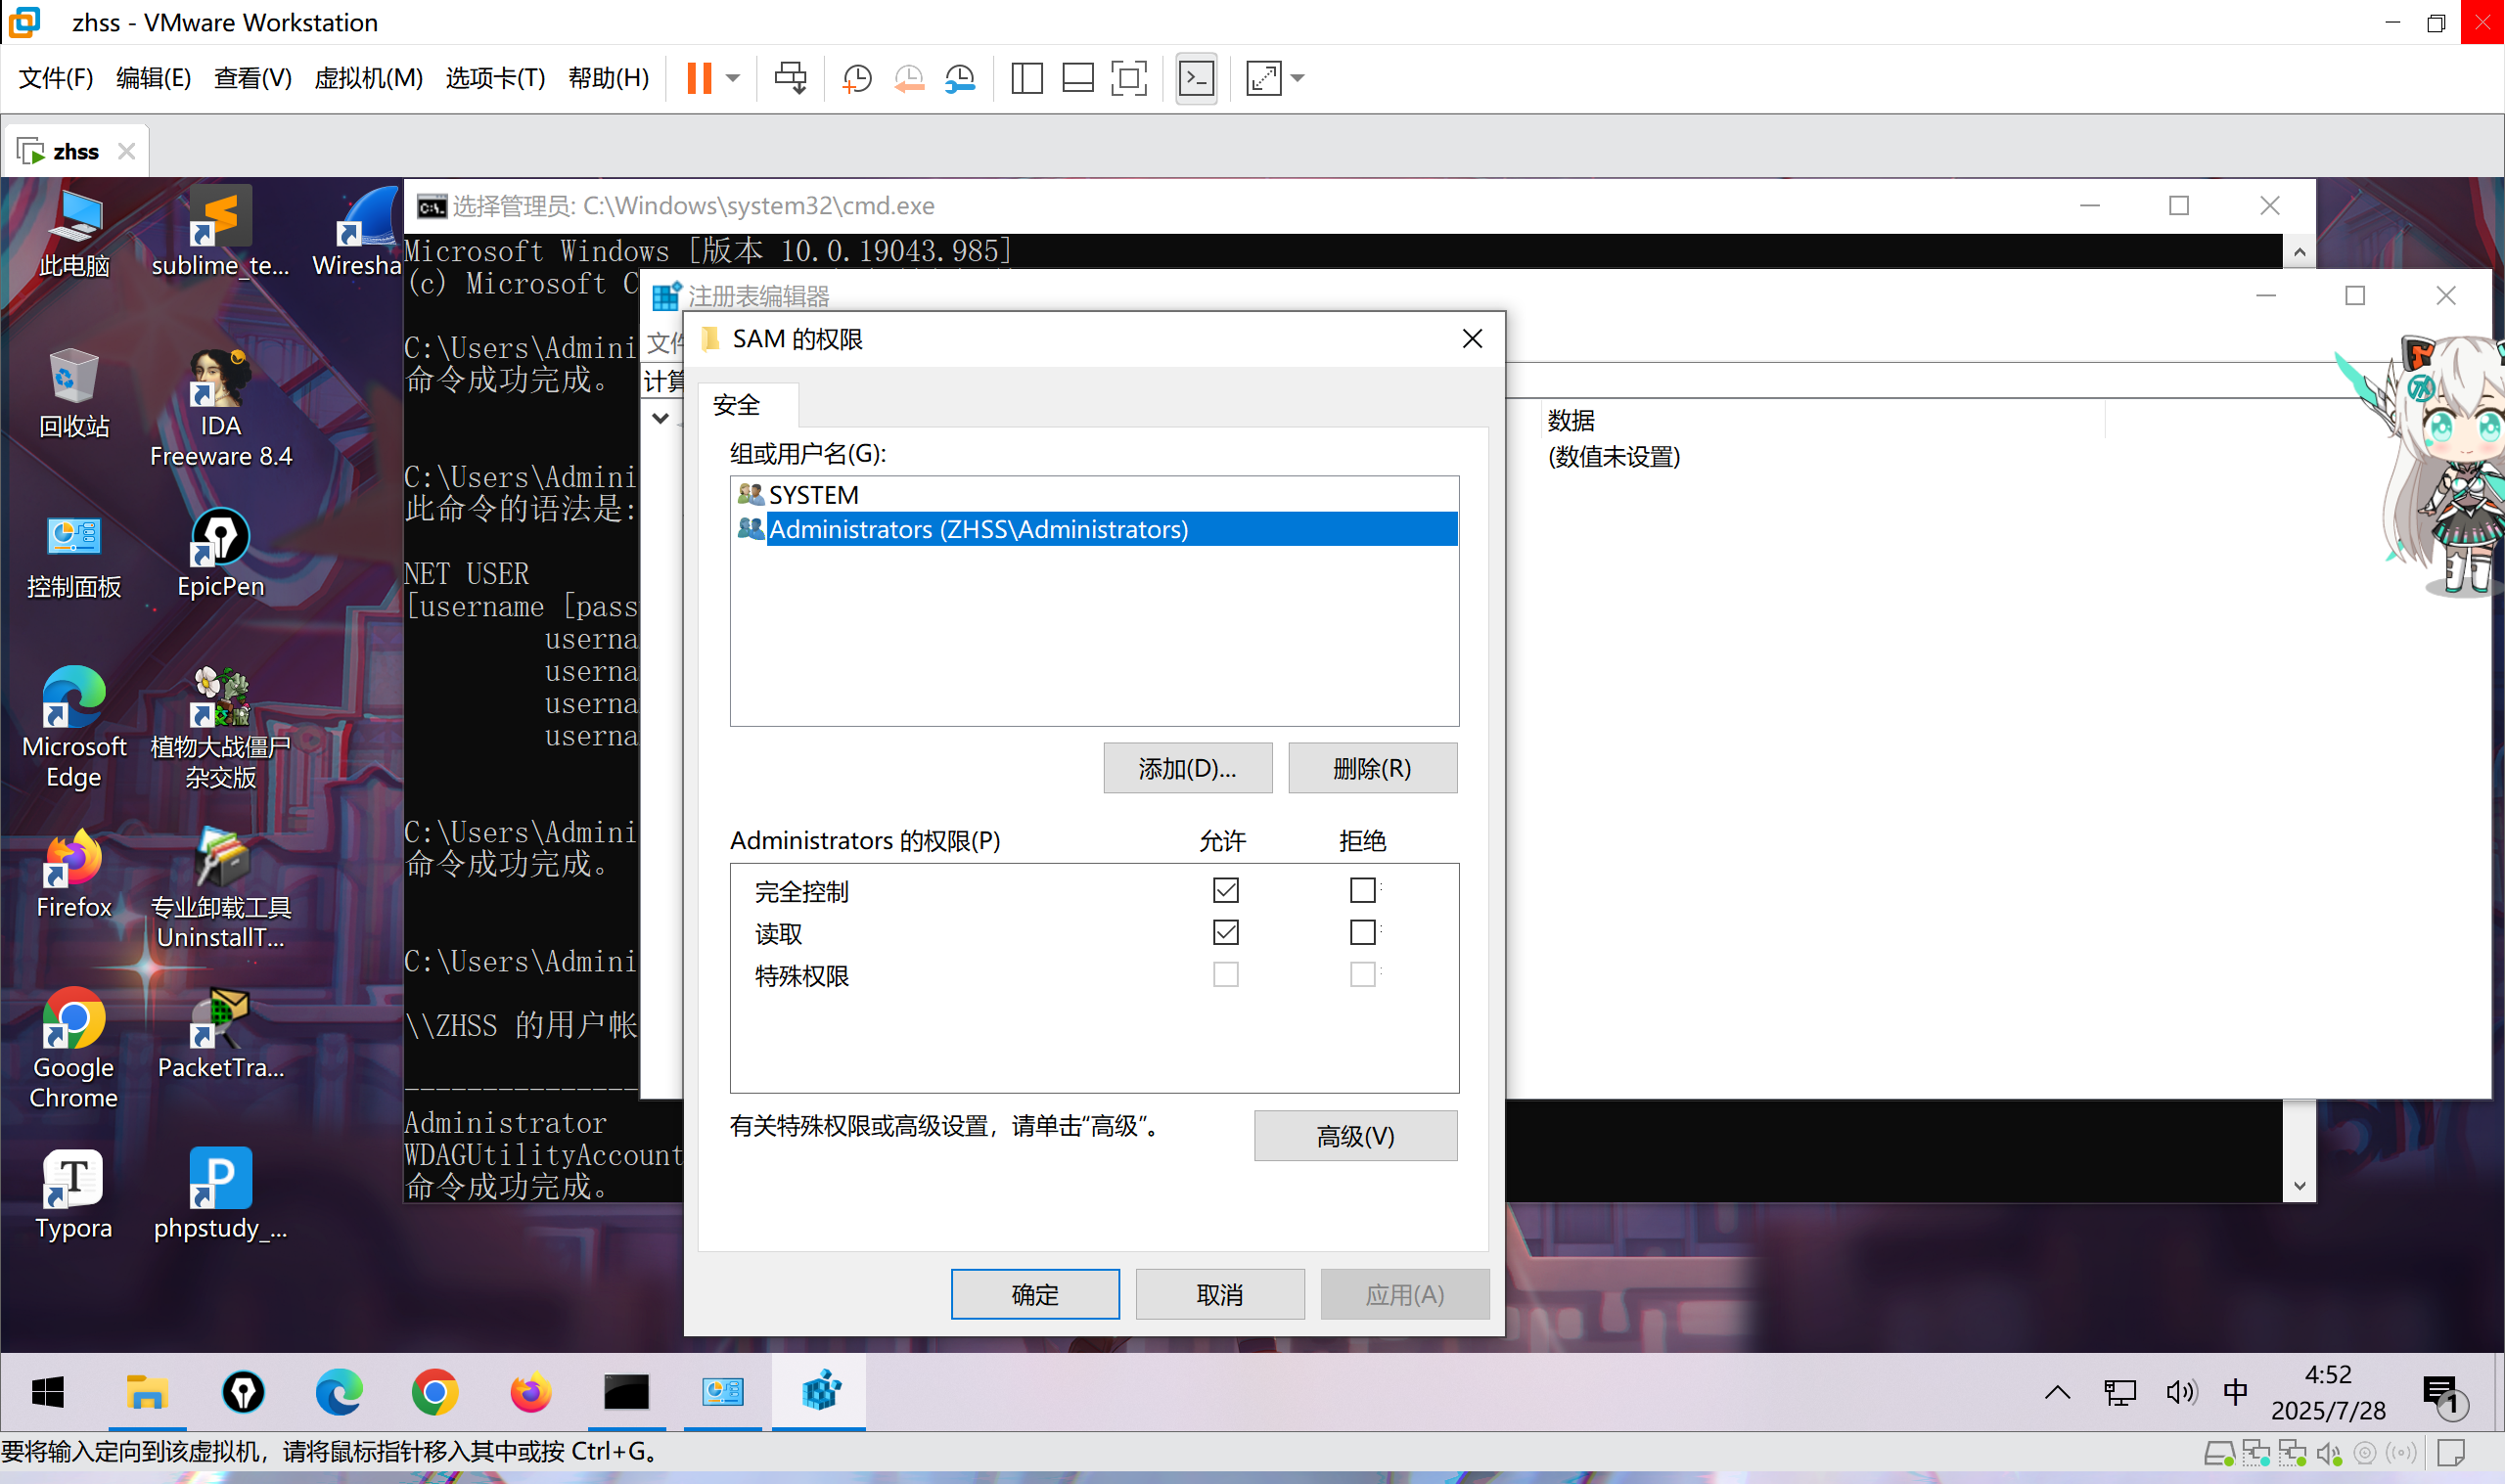 zhss - VMware Workstation
文件(F) 编辑(E) 查看(V) 虚拟机(M) 选项卡(T) 帮助(H)
zhss
此电脑
sublime_te...
Wiresha
回收站
IDA
Freeware 8.4
控制面板
EpicPen
Microsoft
Edge
植物大战僵尸
杂交版
Firefox
专业卸载工具
UninstallT...
Google
Chrome
PacketTra...
Typora
phpstudy_...
选择管理员: C:\Windows\system32\cmd.exe
Microsoft Windows [版本 10.0.19043.985]
(c) Microsoft C
C:\Users\Admini
命令成功完成。
C:\Users\Admini
此命令的语法是:
NET USER
[username [pass
userna
userna
userna
userna
C:\Users\Admini
命令成功完成。
C:\Users\Admini
\\ZHSS 的用户帐
---------------
Administrator
WDAGUtilityAccount
命令成功完成。
注册表编辑器
文件
计算
数据
(数值未设置)
SAM 的权限
安全
组或用户名(G):
SYSTEM
Administrators (ZHSS\Administrators)
添加(D)... 删除(R)
Administrators 的权限(P) 允许 拒绝
完全控制
读取
特殊权限
有关特殊权限或高级设置，请单击“高级”。
高级(V)
确定 取消 应用(A)
中
4:52
2025/7/28
1
要将输入定向到该虚拟机，请将鼠标指针移入其中或按 Ctrl+G。